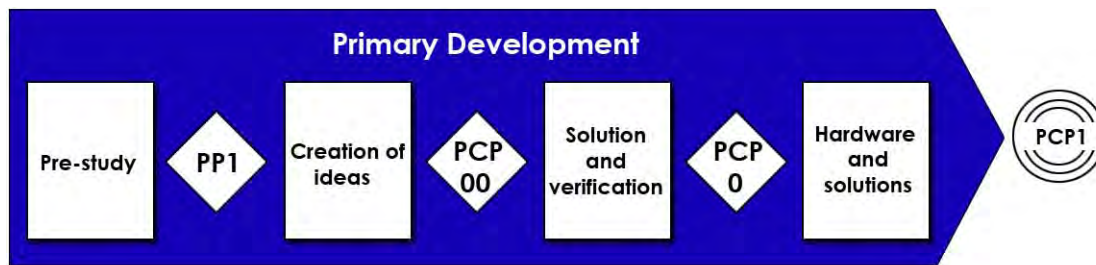 Primary Development
Pre-study
PP1
Creation of
ideas
PCP
00
Solution
and
verification
PCP
0
Hardware
and
solutions
PCP1